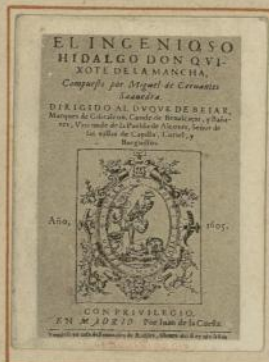 EL INGENIOSO
HIDALGO DON QVI-
XOTE DE LA MANCHA,
Compuesto por Miguel de Cervantes
Saauedra.
DIRIGIDO AL DVQVE DE BEIAR,
Marques de Gibraleon, Conde de Benalcaçar, y Baña-
res, Vizconde de la Puebla de Alcozer, Señor de
las villas de Capilla, Curiel, y
Burguillos.
Año, 1605.
CON PRIVILEGIO,
EN MADRID Por Iuan de la Cuesta.